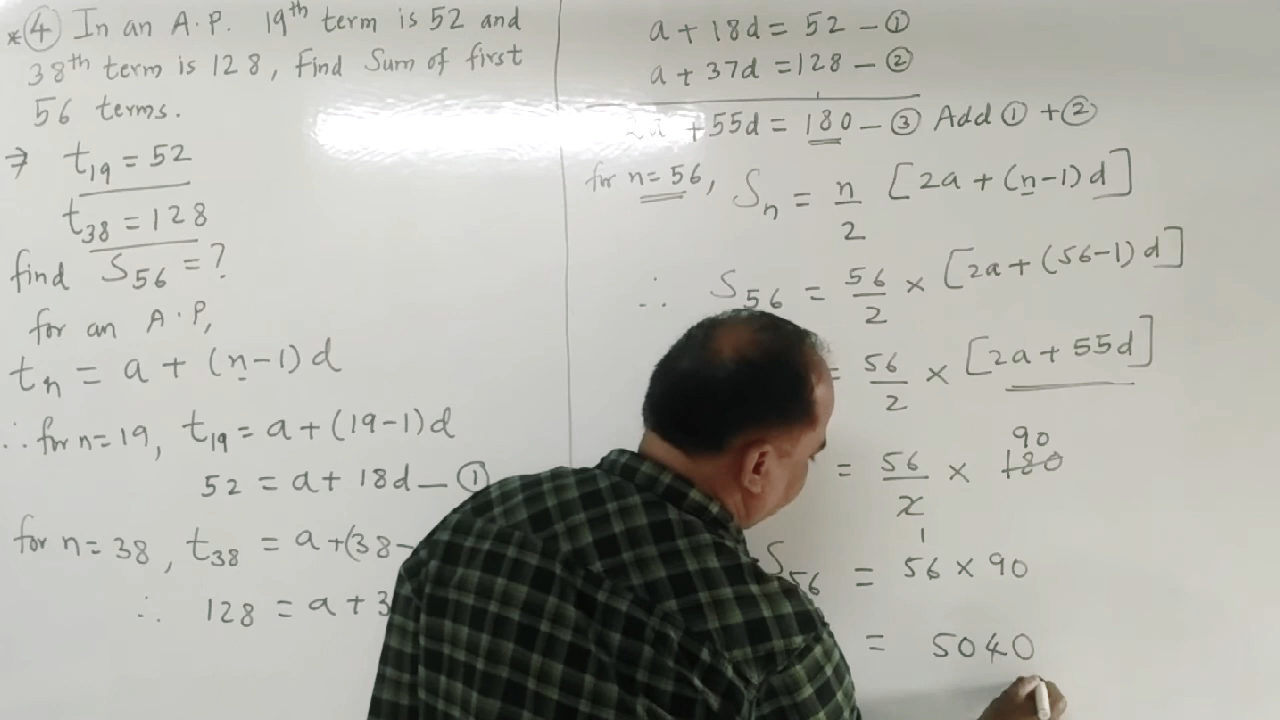 *④ In an A.P. 19th term is 52 and
38th term is 128, Find Sum of first
56 terms.
⇒ t19 = 52
t38 = 128
find S56 = ?
for an A.P,
tn = a + (n-1)d
∴ for n=19, t19 = a+(19-1)d
52 = a+18d — ①
for n=38, t38 = a+(38-
∴ 128 = a+3
a+18d = 52 — ①
a+37d = 128 — ②
2a +55d = 180 — ③ Add ① + ②
for n=56, Sn = n/2 [2a+(n-1)d]
∴ S56 = 56/2 × [2a+(56-1)d]
= 56/2 × [2a+55d]
90
= 56/2 × 180
1
S56 = 56×90
= 5040